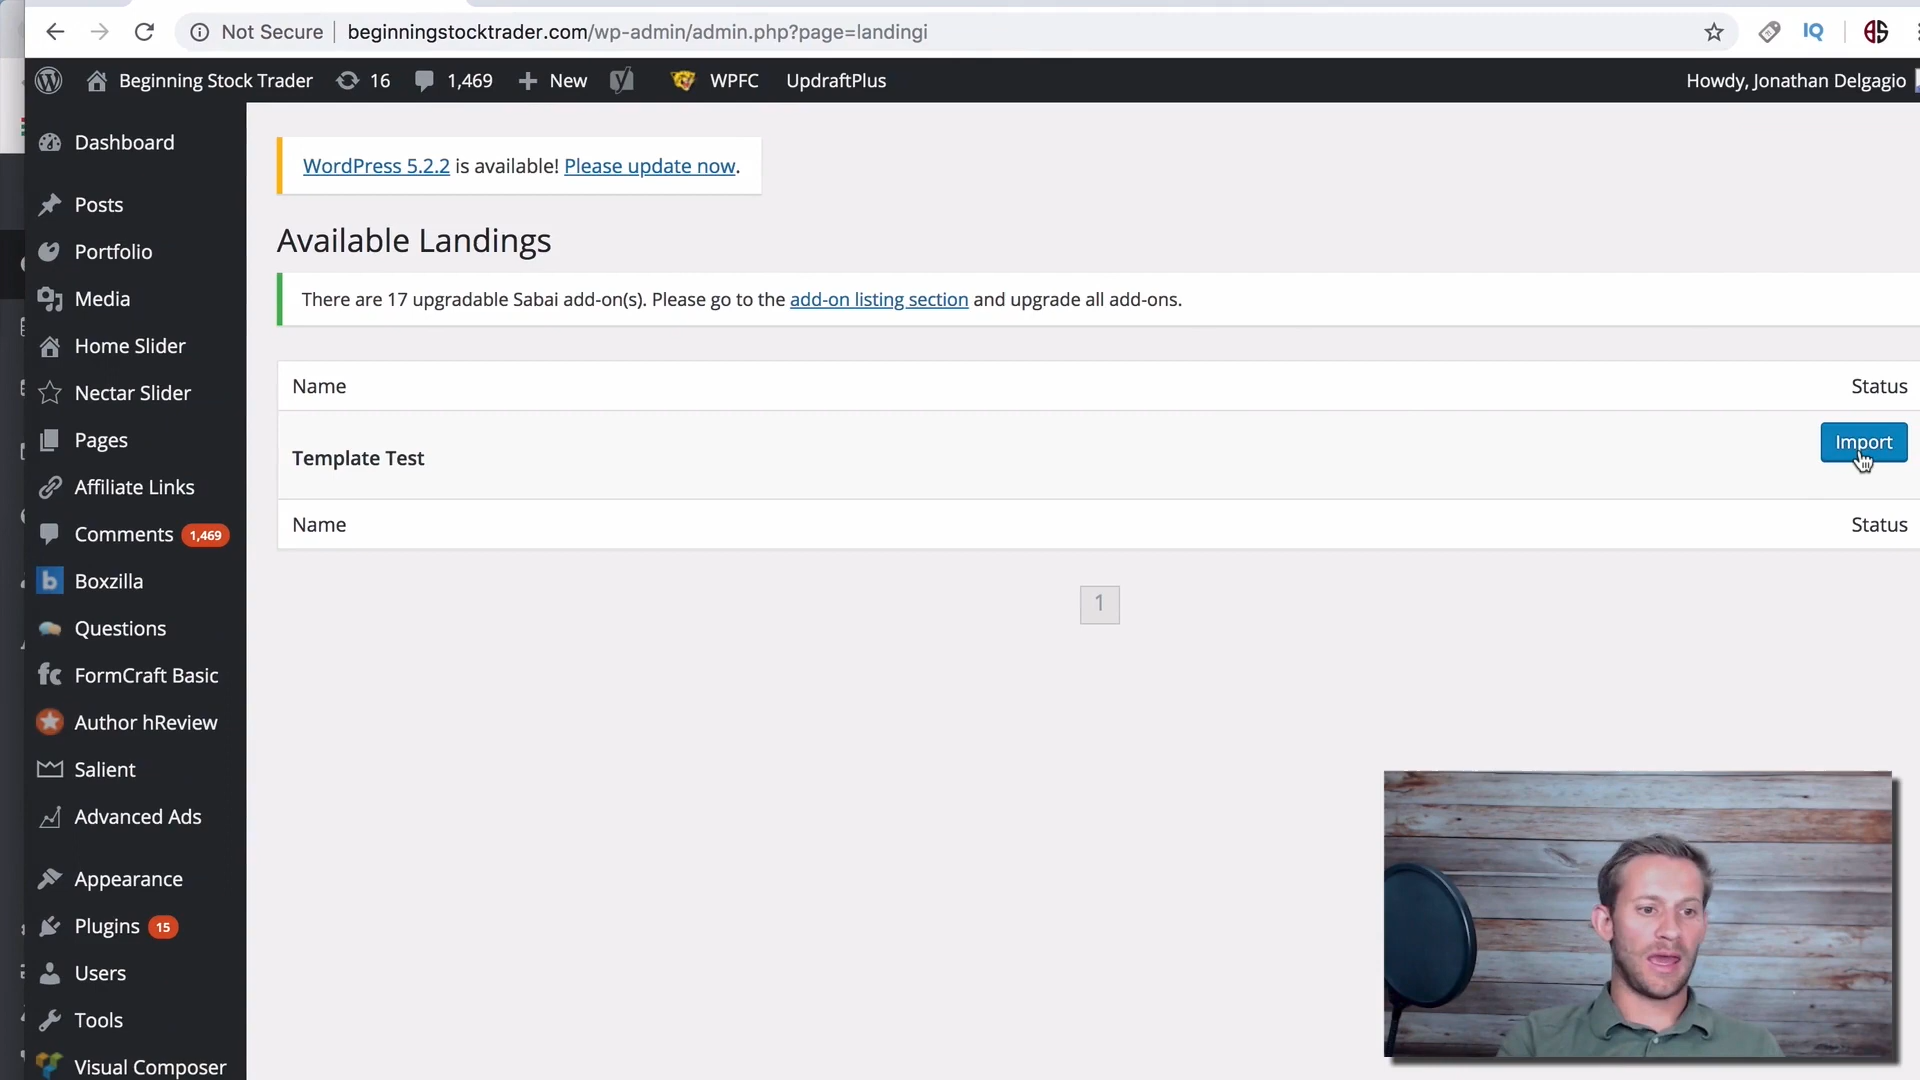 Not Secure beginningstocktrader.com/wp-admin/admin.php?page=landingi IQ
Beginning Stock Trader 16 1,469 New WPFC UpdraftPlus Howdy, Jonathan Delgagio
Dashboard
Posts
Portfolio
Media
Home Slider
Nectar Slider
Pages
Affiliate Links
Comments 1,469
Boxzilla
Questions
FormCraft Basic
Author hReview
Salient
Advanced Ads
Appearance
Plugins 15
Users
Tools
Visual Composer
WordPress 5.2.2 is available! Please update now.
Available Landings
There are 17 upgradable Sabai add-on(s). Please go to the add-on listing section and upgrade all add-ons.
Name Status
Template Test Import
Name Status
1